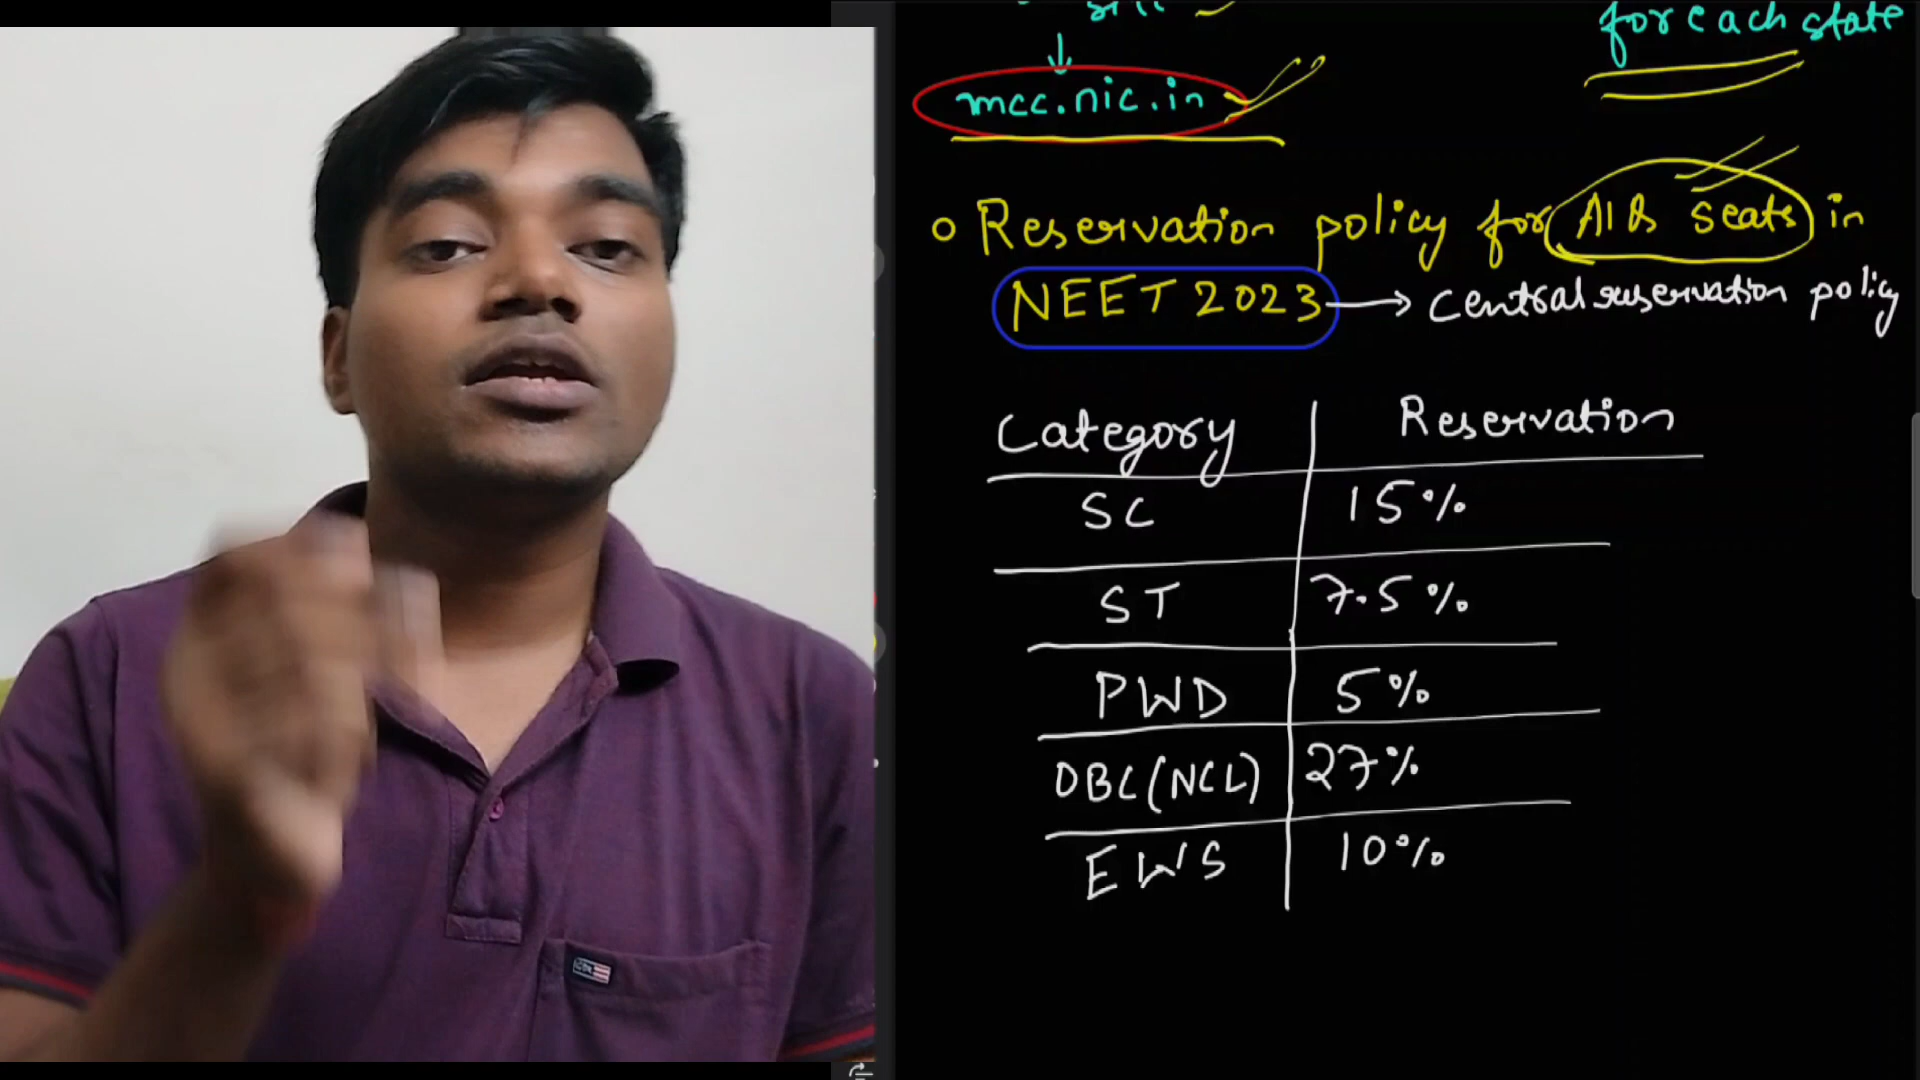 for each state
mcc.nic.in
Reservation policy for AIQ seats in
NEET 2023 → Central reservation policy
Category Reservation
SC 15%
ST 7.5%
PWD 5%
OBC (NCL) 27%
EWS 10%